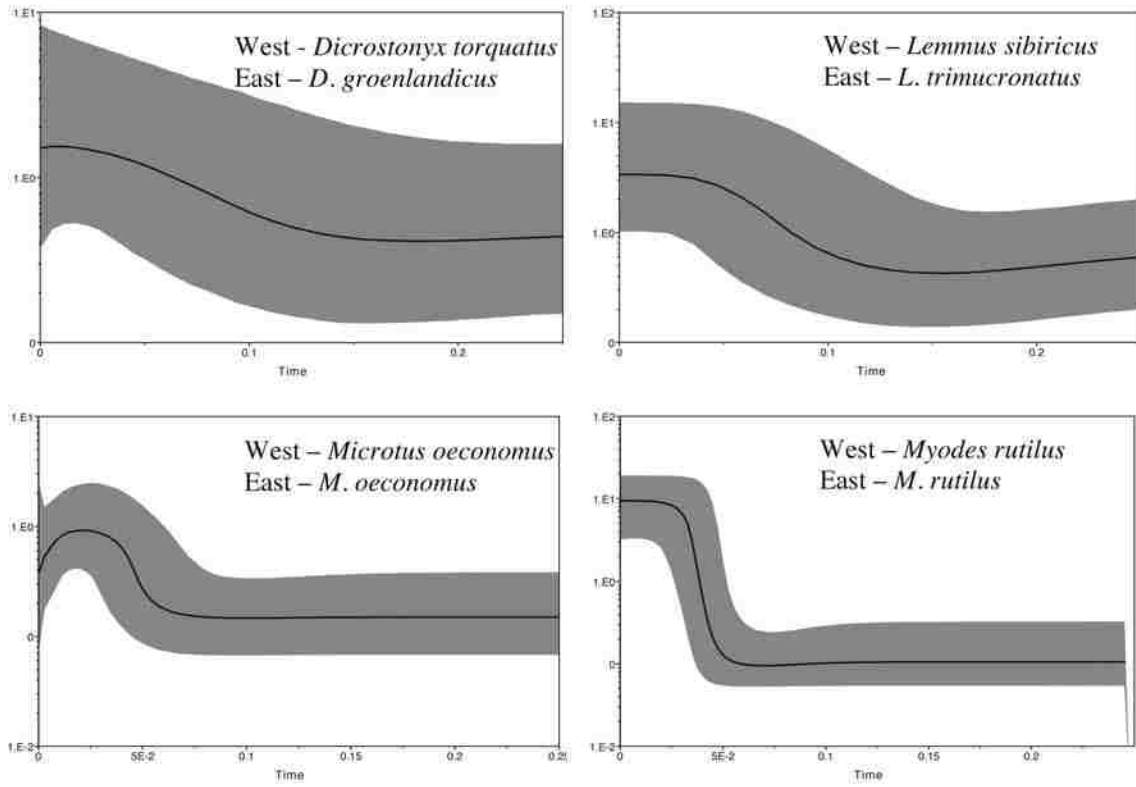 1.E1
West - Dicrostonyx torquatus
East – D. groenlandicus
1.E0
0
0 0.1 0.2
Time
1.E2
West – Lemmus sibiricus
East – L. trimucronatus
1.E1
1.E0
0
0 0.1 0.2
Time
1.E1
West – Microtus oeconomus
East – M. oeconomus
1.E0
0
1.E-2
0 5E-2 0.1 0.15 0.2 0.25
Time
1.E2
West – Myodes rutilus
East – M. rutilus
1.E1
1.E0
0
1.E-2
0 5E-2 0.1 0.15 0.2
Time